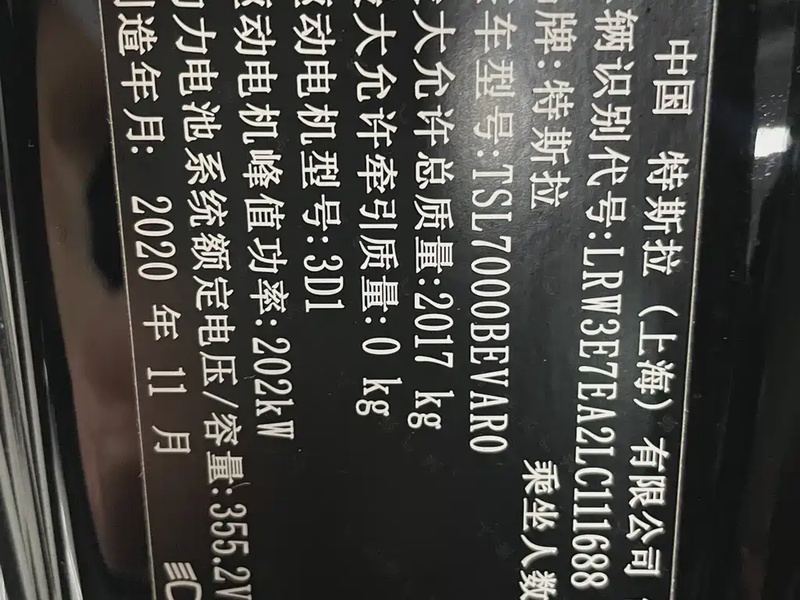 中国 特斯拉（上海）有限公司
辆识别代号:LRW3E7EA2LC111688
牌: 特斯拉 乘坐人数
车型号:TSL7000BEVAR0
大允许总质量:2017 kg
大允许牵引质量: 0 kg
动电机型号:3D1
动电机峰值功率:202kW
力电池系统额定电压/容量:355.2V
造年月: 2020 年 11 月